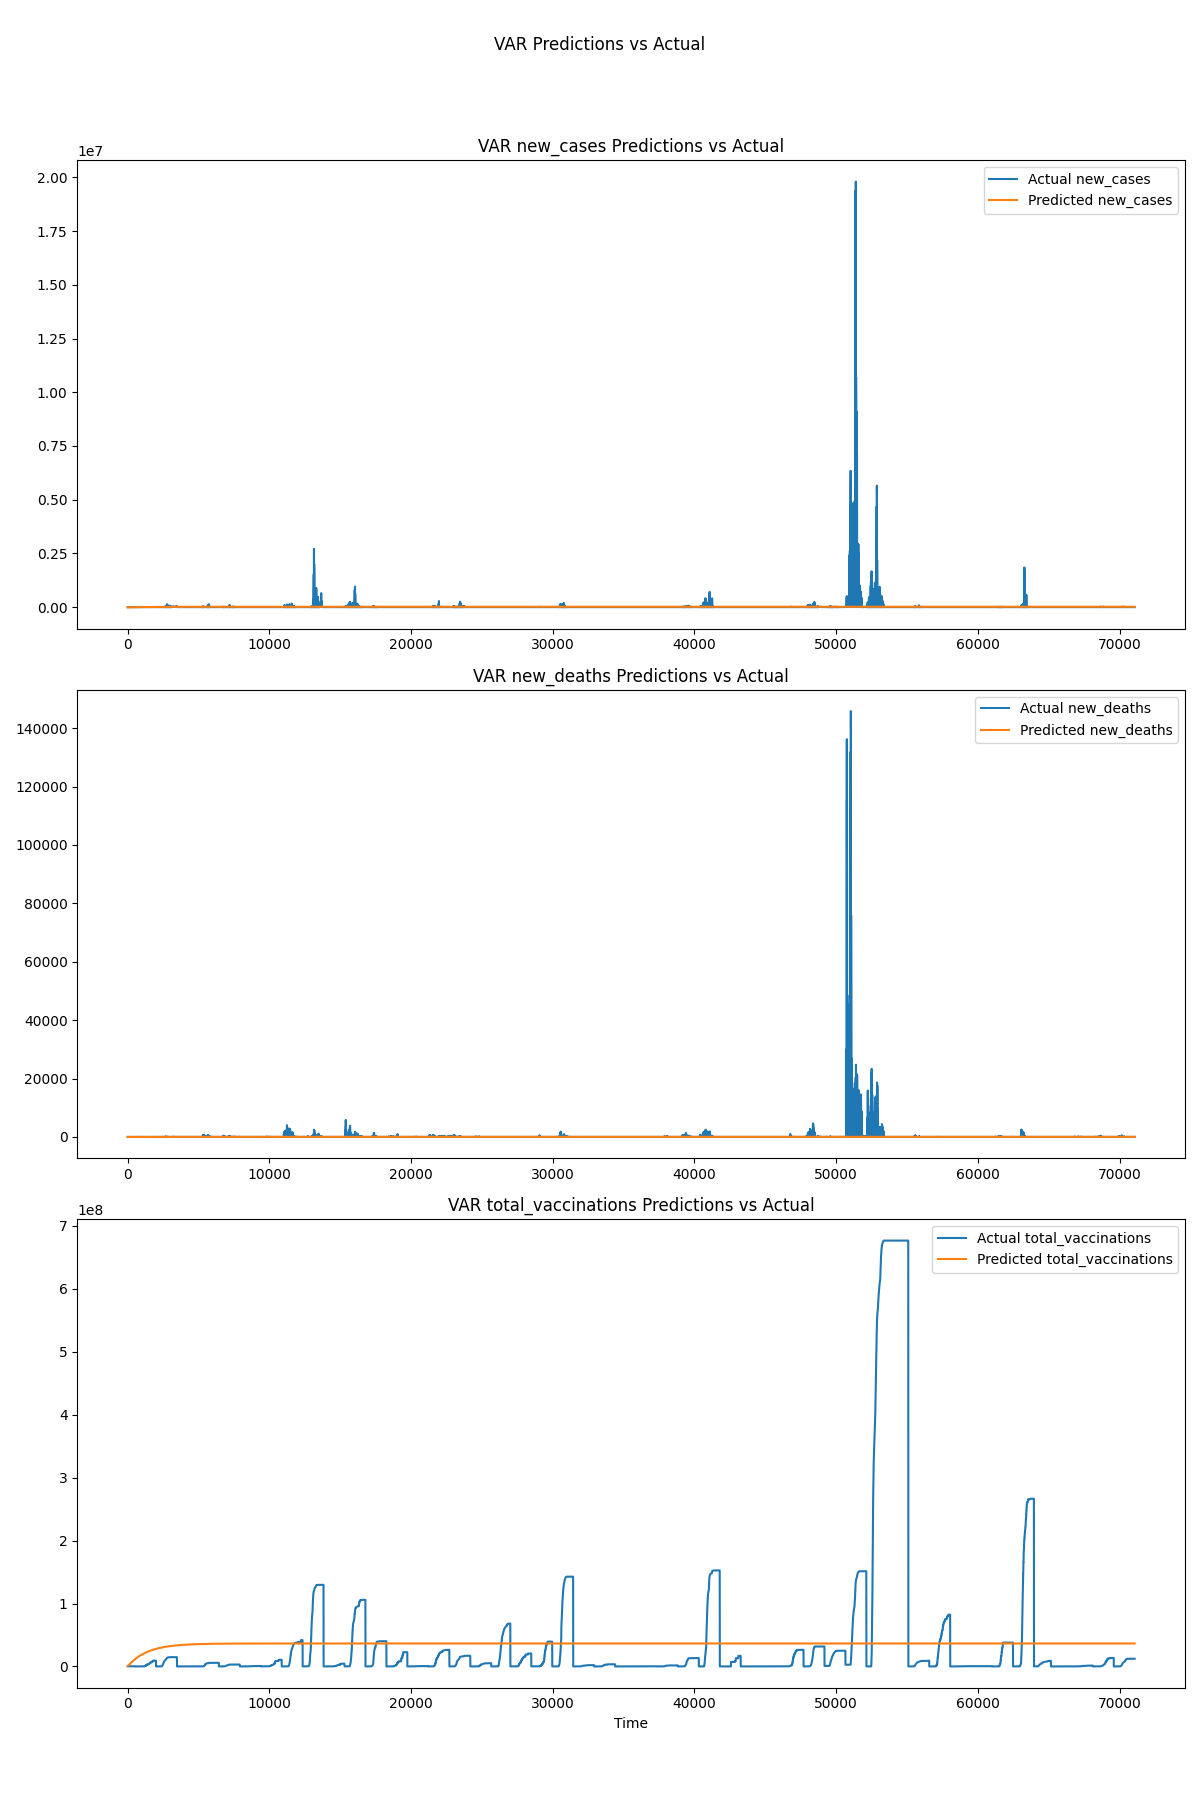 VAR Predictions vs Actual
VAR new_cases Predictions vs Actual
1e7
2.00
1.75
1.50
1.25
1.00
0.75
0.50
0.25
0.00
Actual new_cases
Predicted new_cases
0 10000 20000 30000 40000 50000 60000 70000
VAR new_deaths Predictions vs Actual
140000
120000
100000
80000
60000
40000
20000
0
Actual new_deaths
Predicted new_deaths
0 10000 20000 30000 40000 50000 60000 70000
VAR total_vaccinations Predictions vs Actual
1e8
7
6
5
4
3
2
1
0
Actual total_vaccinations
Predicted total_vaccinations
0 10000 20000 30000 40000 50000 60000 70000
Time